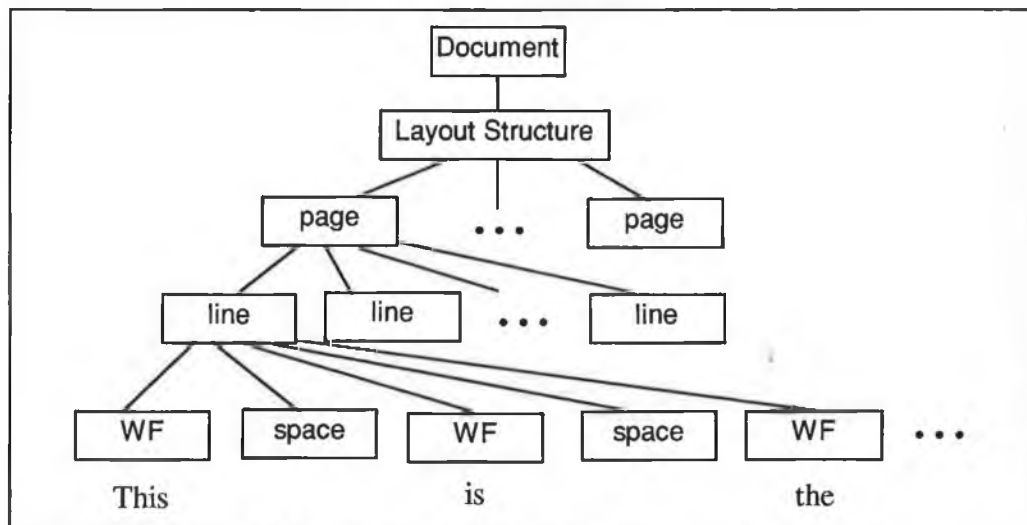 Document
Layout Structure
page ... page
line line ... line
WF space WF space WF ...
This is the